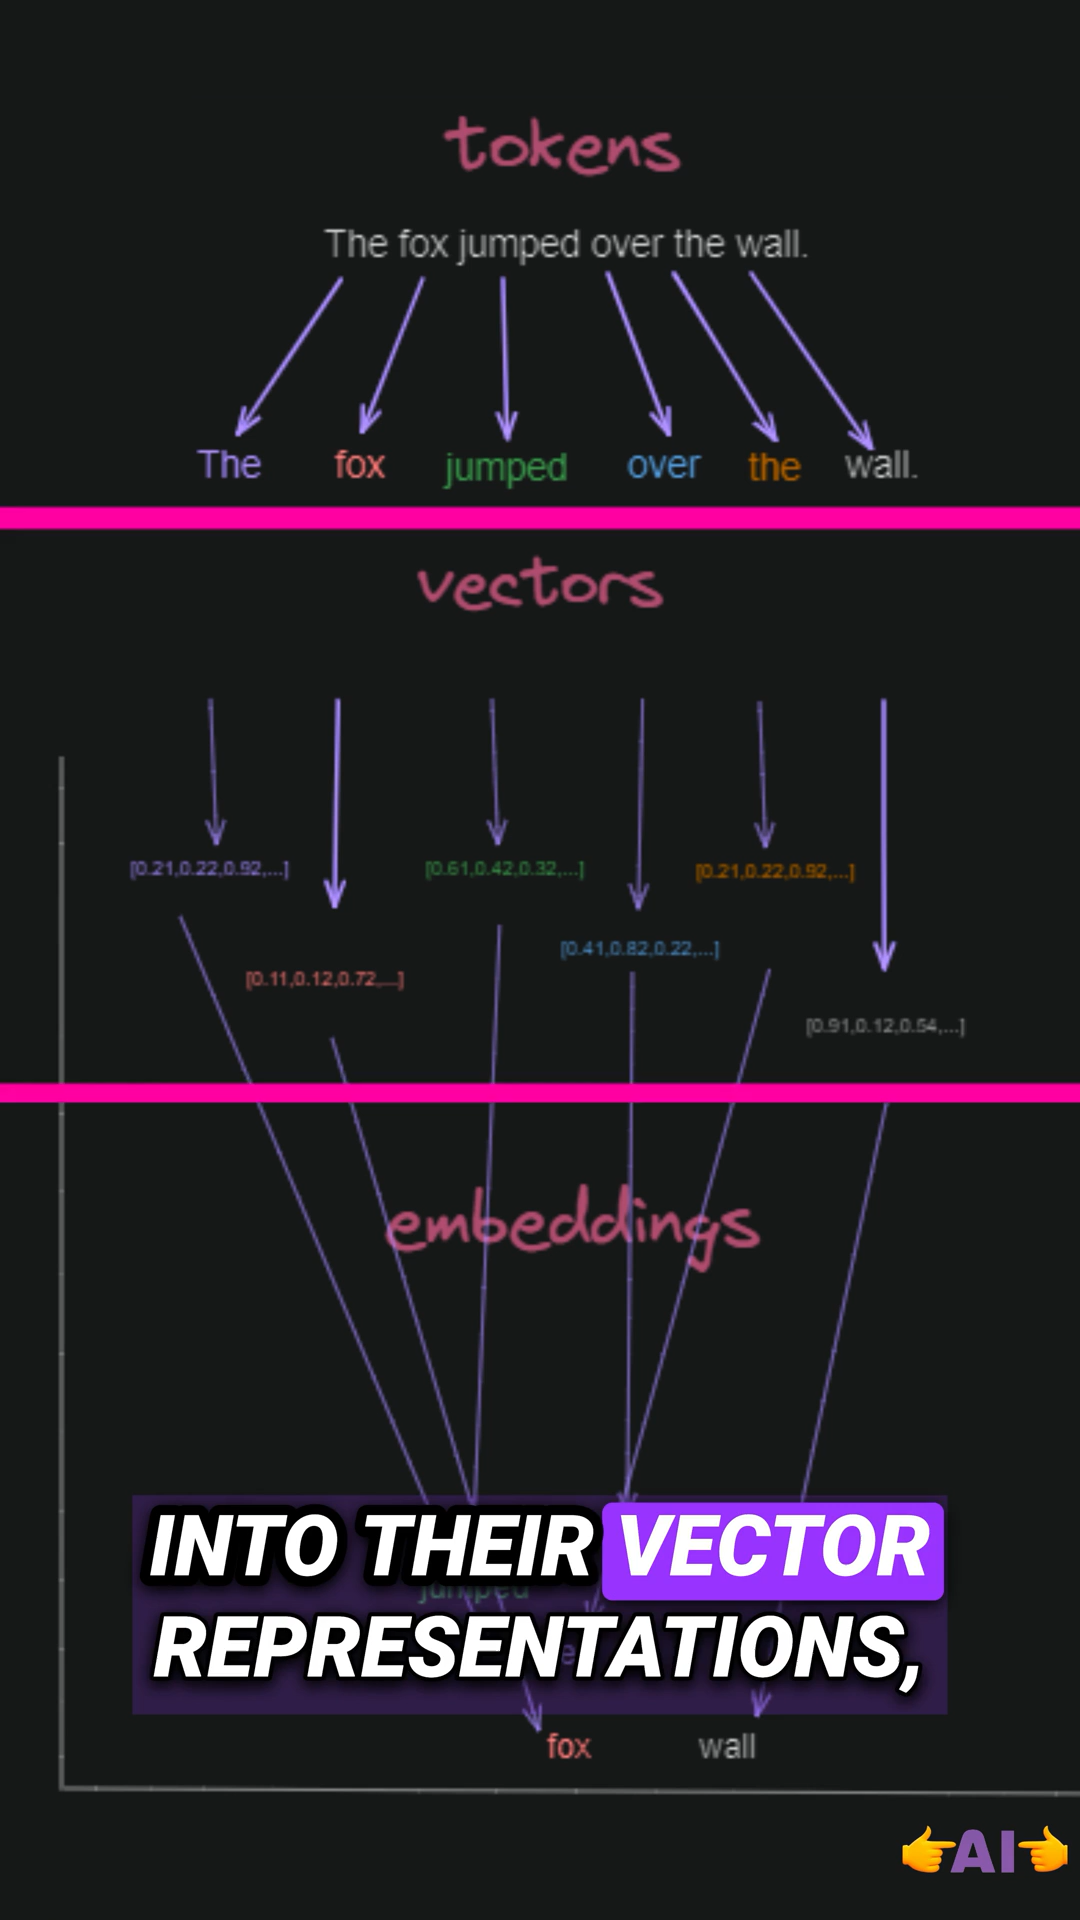 tokens
The fox jumped over the wall.
The fox jumped over the wall.
vectors
[0.21,0.22,0.92,...] [0.61,0.42,0.32,...] [0.21,0.22,0.92,...]
[0.41,0.82,0.22,...]
[0.11,0.12,0.72,...]
[0.91,0.12,0.54,...]
embeddings
INTO THEIR VECTOR
jumped
REPRESENTATIONS,
fox wall
AI